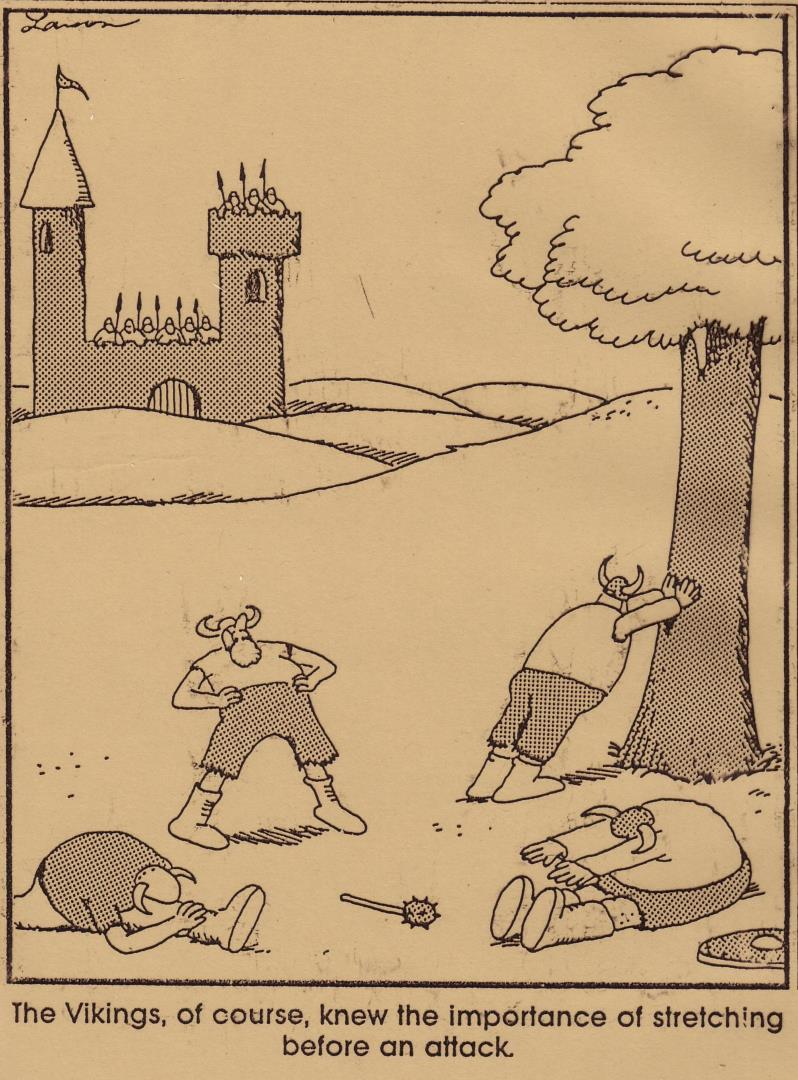 Larson
The Vikings, of course, knew the importance of stretching
before an attack.